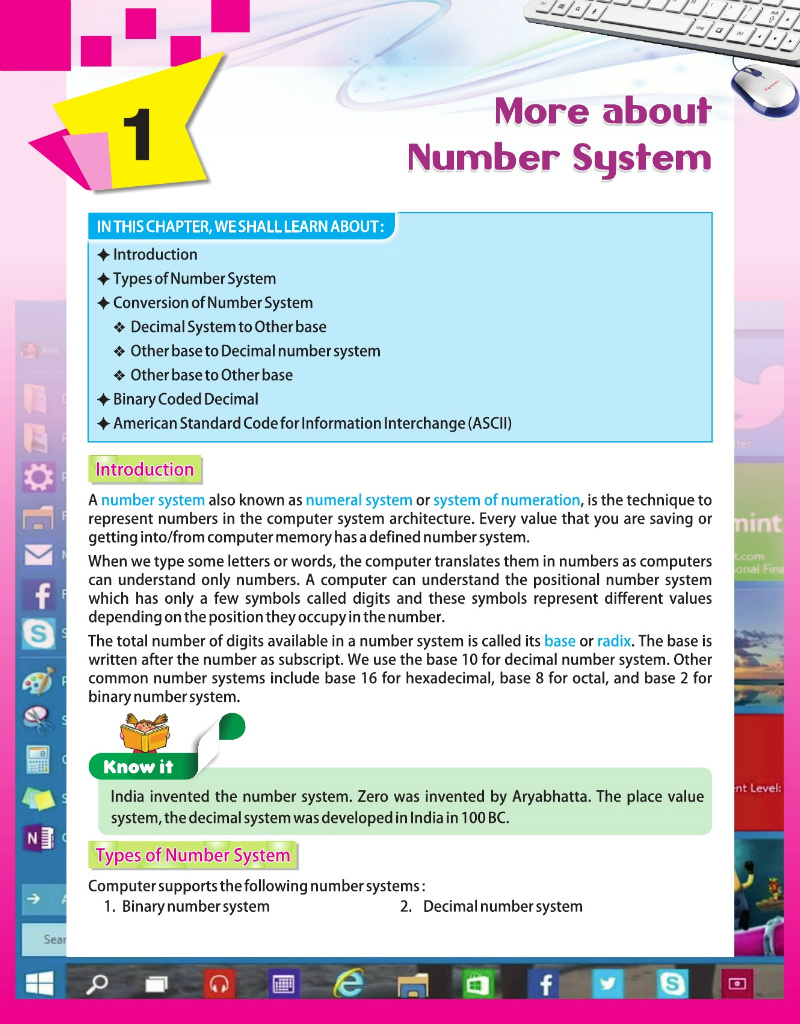 1
More about
Number System
IN THIS CHAPTER, WE SHALL LEARN ABOUT :
✦ Introduction
✦ Types of Number System
✦ Conversion of Number System
❖ Decimal System to Other base
❖ Other base to Decimal number system
❖ Other base to Other base
✦ Binary Coded Decimal
✦ American Standard Code for Information Interchange (ASCII)
Introduction
A number system also known as numeral system or system of numeration, is the technique to
represent numbers in the computer system architecture. Every value that you are saving or
getting into/from computer memory has a defined number system.
When we type some letters or words, the computer translates them in numbers as computers
can understand only numbers. A computer can understand the positional number system
which has only a few symbols called digits and these symbols represent different values
depending on the position they occupy in the number.
The total number of digits available in a number system is called its base or radix. The base is
written after the number as subscript. We use the base 10 for decimal number system. Other
common number systems include base 16 for hexadecimal, base 8 for octal, and base 2 for
binary number system.
Know it
India invented the number system. Zero was invented by Aryabhatta. The place value
system, the decimal system was developed in India in 100 BC.
Types of Number System
Computer supports the following number systems :
1. Binary number system 2. Decimal number system
mint
t.com
onal Fina
nt Level:
Sear